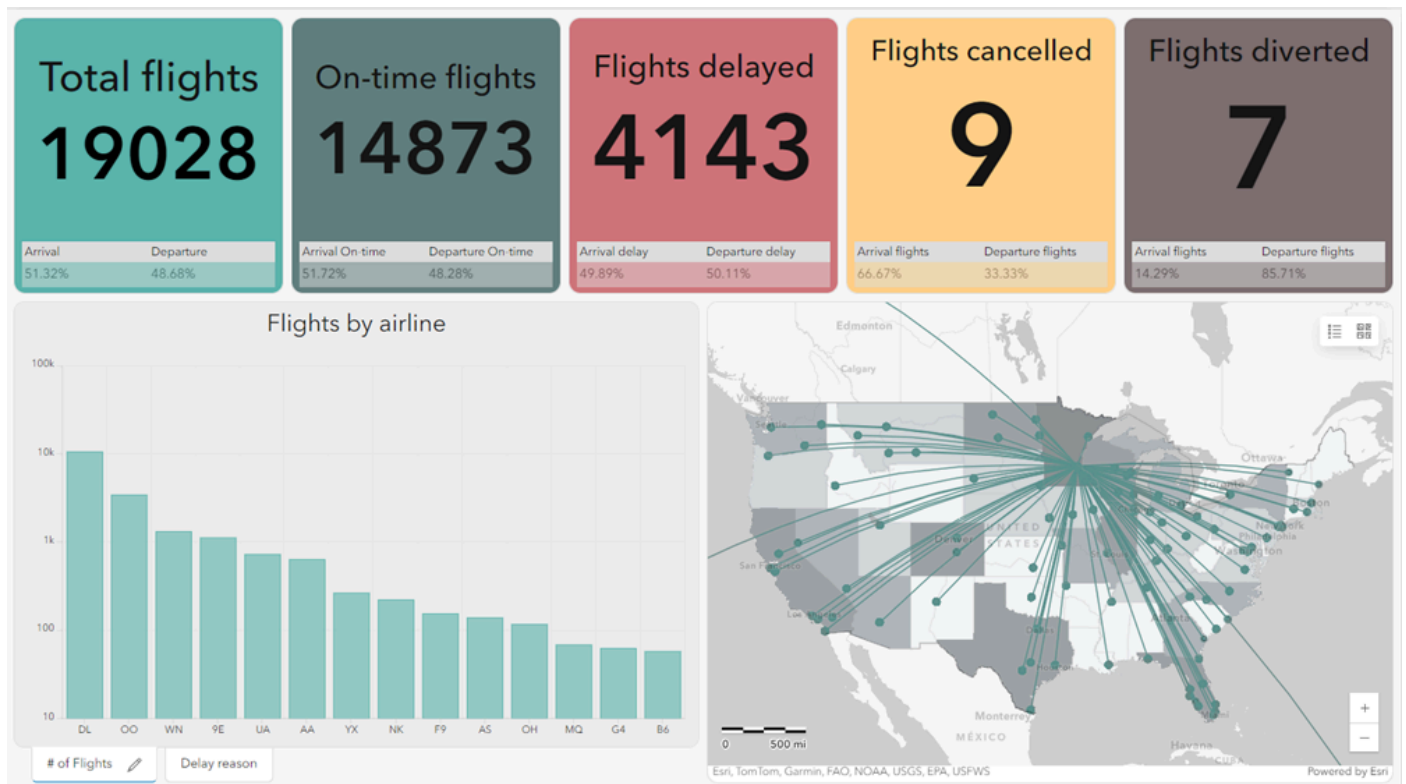 Total flights
19028
Arrival Departure
51.32% 48.68%
On-time flights
14873
Arrival On-time Departure On-time
51.72% 48.28%
Flights delayed
4143
Arrival delay Departure delay
49.89% 50.11%
Flights cancelled
9
Arrival flights Departure flights
66.67% 33.33%
Flights diverted
7
Arrival flights Departure flights
14.29% 85.71%
Flights by airline
100k
10k
1k
100
10
DL OO WN 9E UA AA YX NK F9 AS OH MQ G4 B6
# of Flights
Delay reason
Edmonton
Calgary
Vancouver
Seattle
Ottawa
Toronto
Boston
New York
Philadelphia
Washington
UNITED
STATES
Denver
St Louis
San Francisco
Los Angeles
Atlanta
Dallas
Houston
Miami
Monterrey
MÉXICO
Havana
CUBA
0 500 mi
+
−
Esri, TomTom, Garmin, FAO, NOAA, USGS, EPA, USFWS
Powered by Esri